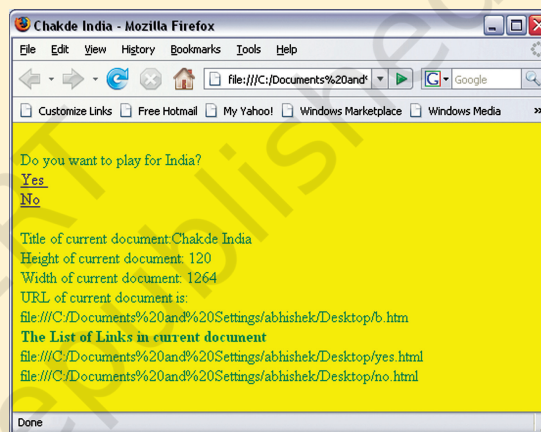 Chakde India - Mozilla Firefox
File Edit View History Bookmarks Tools Help
file:///C:/Documents%20and% G Google
Customize Links Free Hotmail My Yahoo! Windows Marketplace Windows Media »
Do you want to play for India?
Yes
No
Title of current document:Chakde India
Height of current document: 120
Width of current document: 1264
URL of current document is:
file:///C:/Documents%20and%20Settings/abhishek/Desktop/b.htm
The List of Links in current document
file:///C:/Documents%20and%20Settings/abhishek/Desktop/yes.html
file:///C:/Documents%20and%20Settings/abhishek/Desktop/no.html
Done